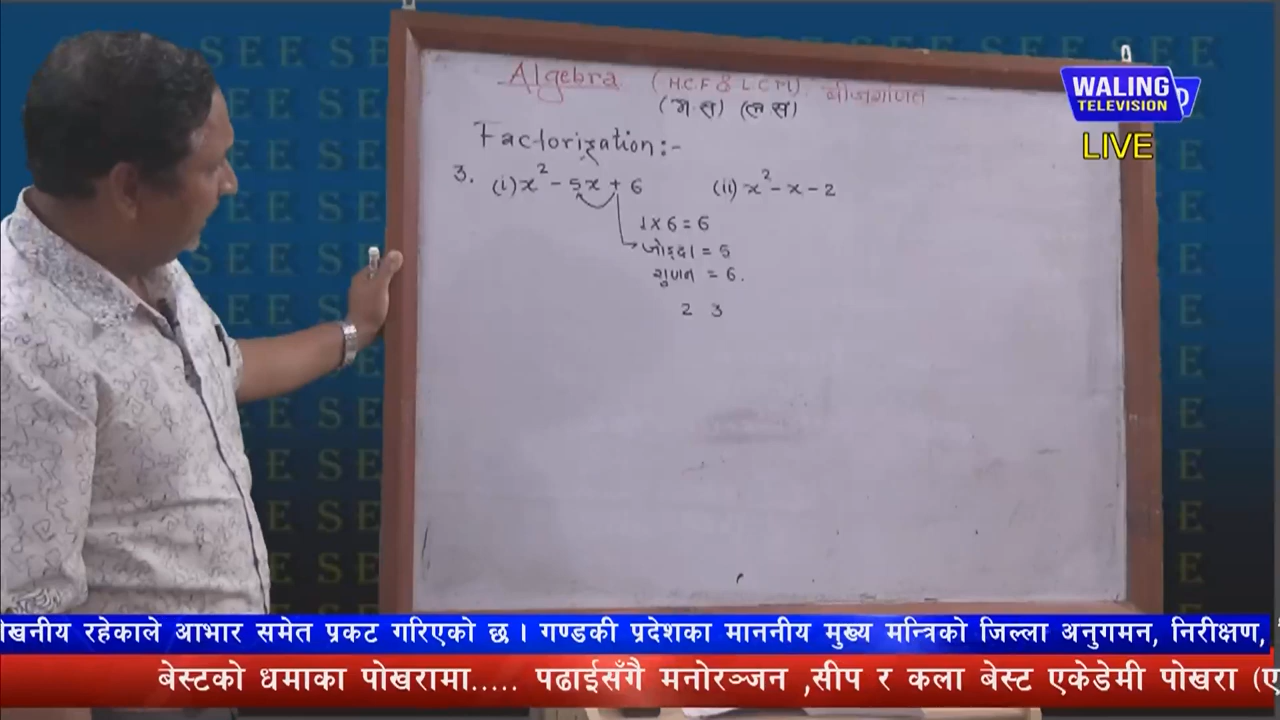 SEE SEE
Algebra (H.C.F & L.C.M) बीजगणित
(म.स) (ल.स)
WALING
TELEVISION
LIVE
Factorization:-
3. (i) x² - 5x + 6 (ii) x² - x - 2
1 x 6 = 6
जोड्दा = 5
गुणन = 6.
2 3
ोखनीय रहेकाले आभार समेत प्रकट गरिएको छ । गण्डकी प्रदेशका माननीय मुख्य मन्त्रिको जिल्ला अनुगमन, निरीक्षण,
बेस्टको धमाका पोखरामा..... पढाईसँगै मनोरञ्जन ,सीप र कला बेस्ट एकेडेमी पोखरा (ए